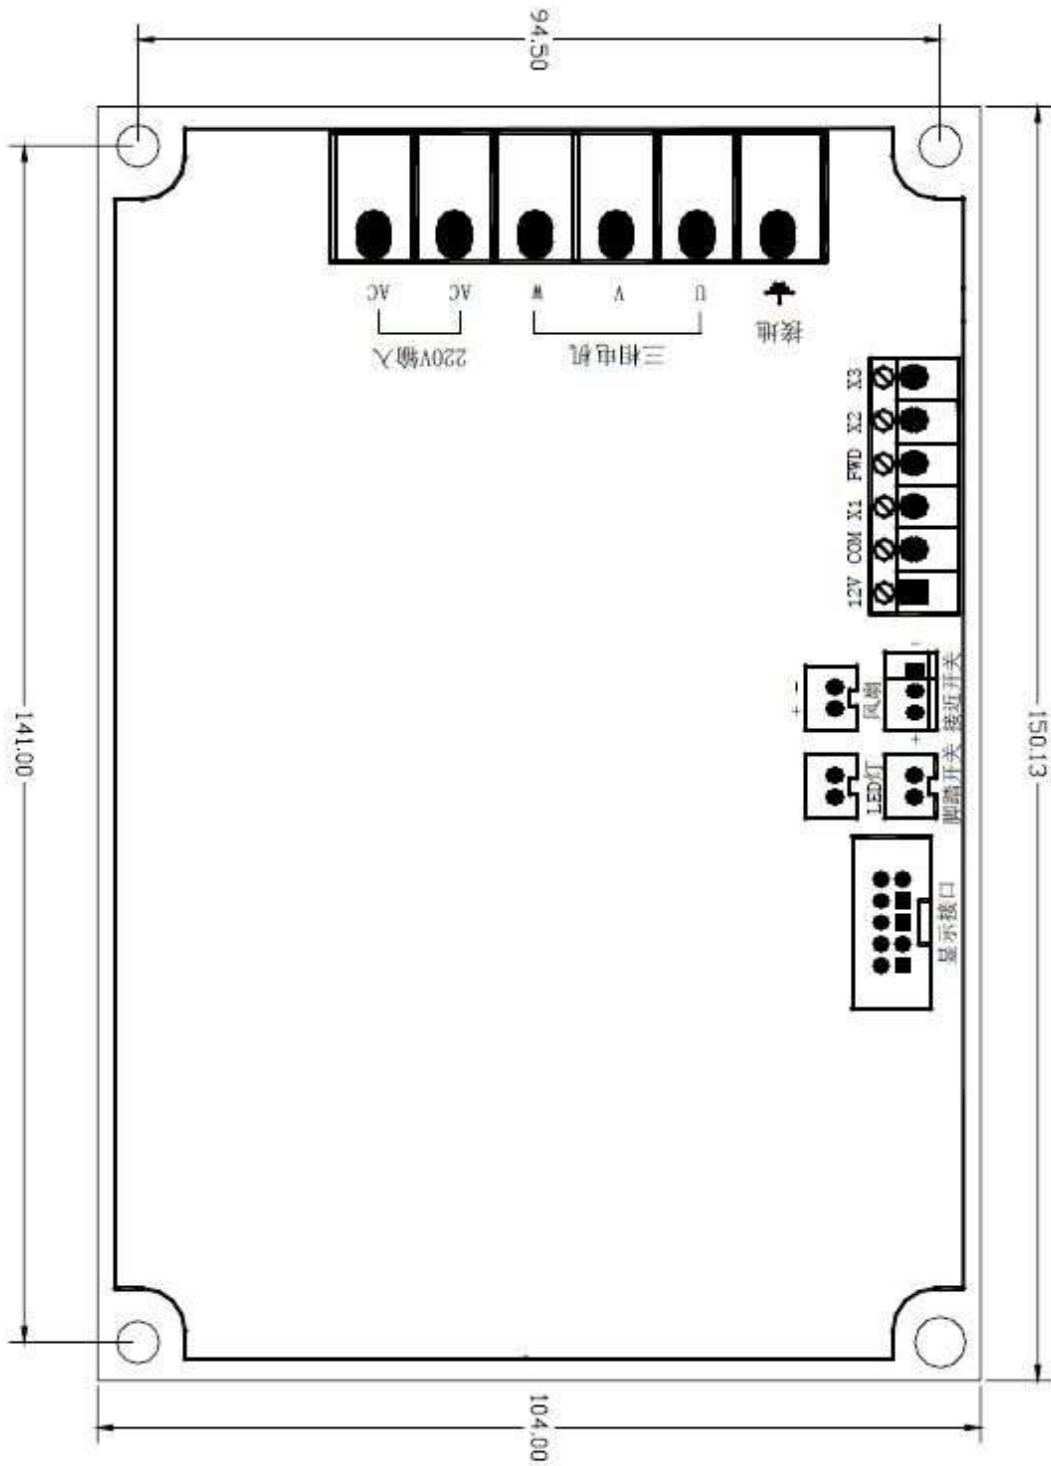 94.50
AC
AC
W
V
U
220V输入
三相电机
接地
X3
X2
FWD
X1
COM
12V
+ -
风扇
-
接近开关
+
LED灯
脚踏开关
显示接口
141.00
150.13
104.00